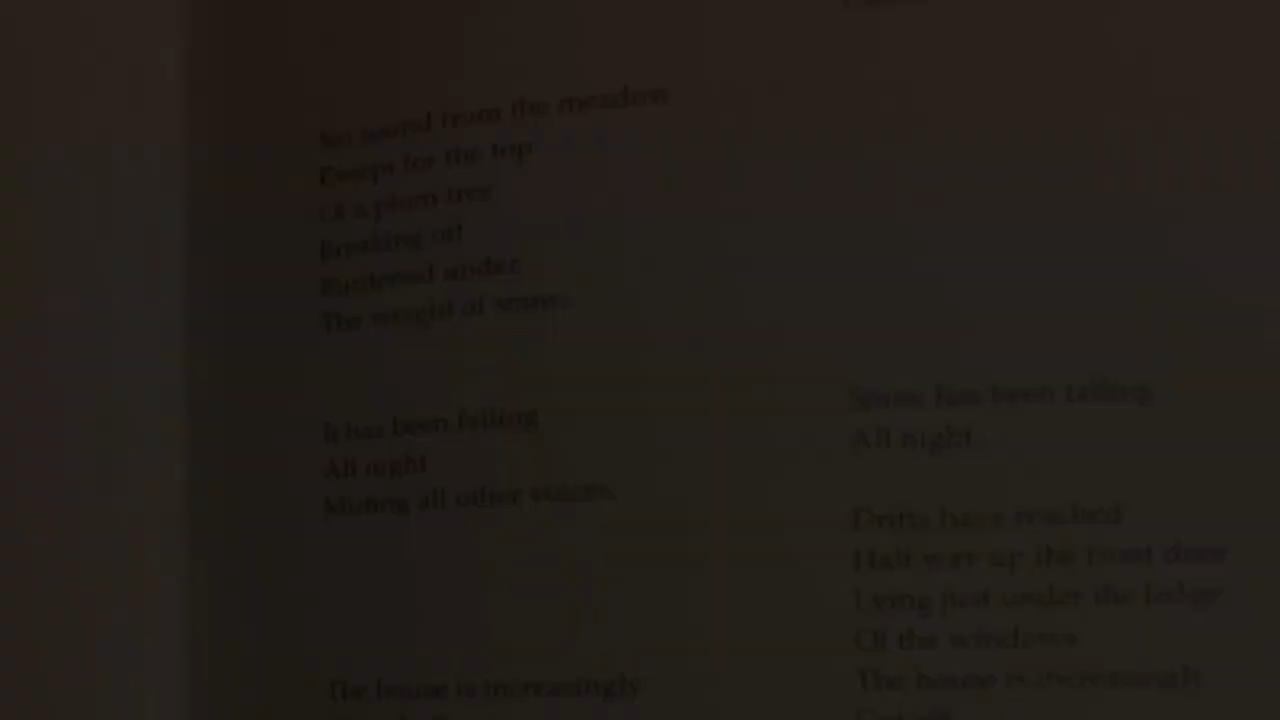 No sound from the meadow
Except for the top
Of a plum tree
Breaking off
Burdened under
The weight of snow.
It has been falling
All night
Muting all other voices.
The house is increasingly
Snow has been falling
All night.
Drifts have reached
Half way up the front door
Lying just under the ledge
Of the windows
The house is increasingly